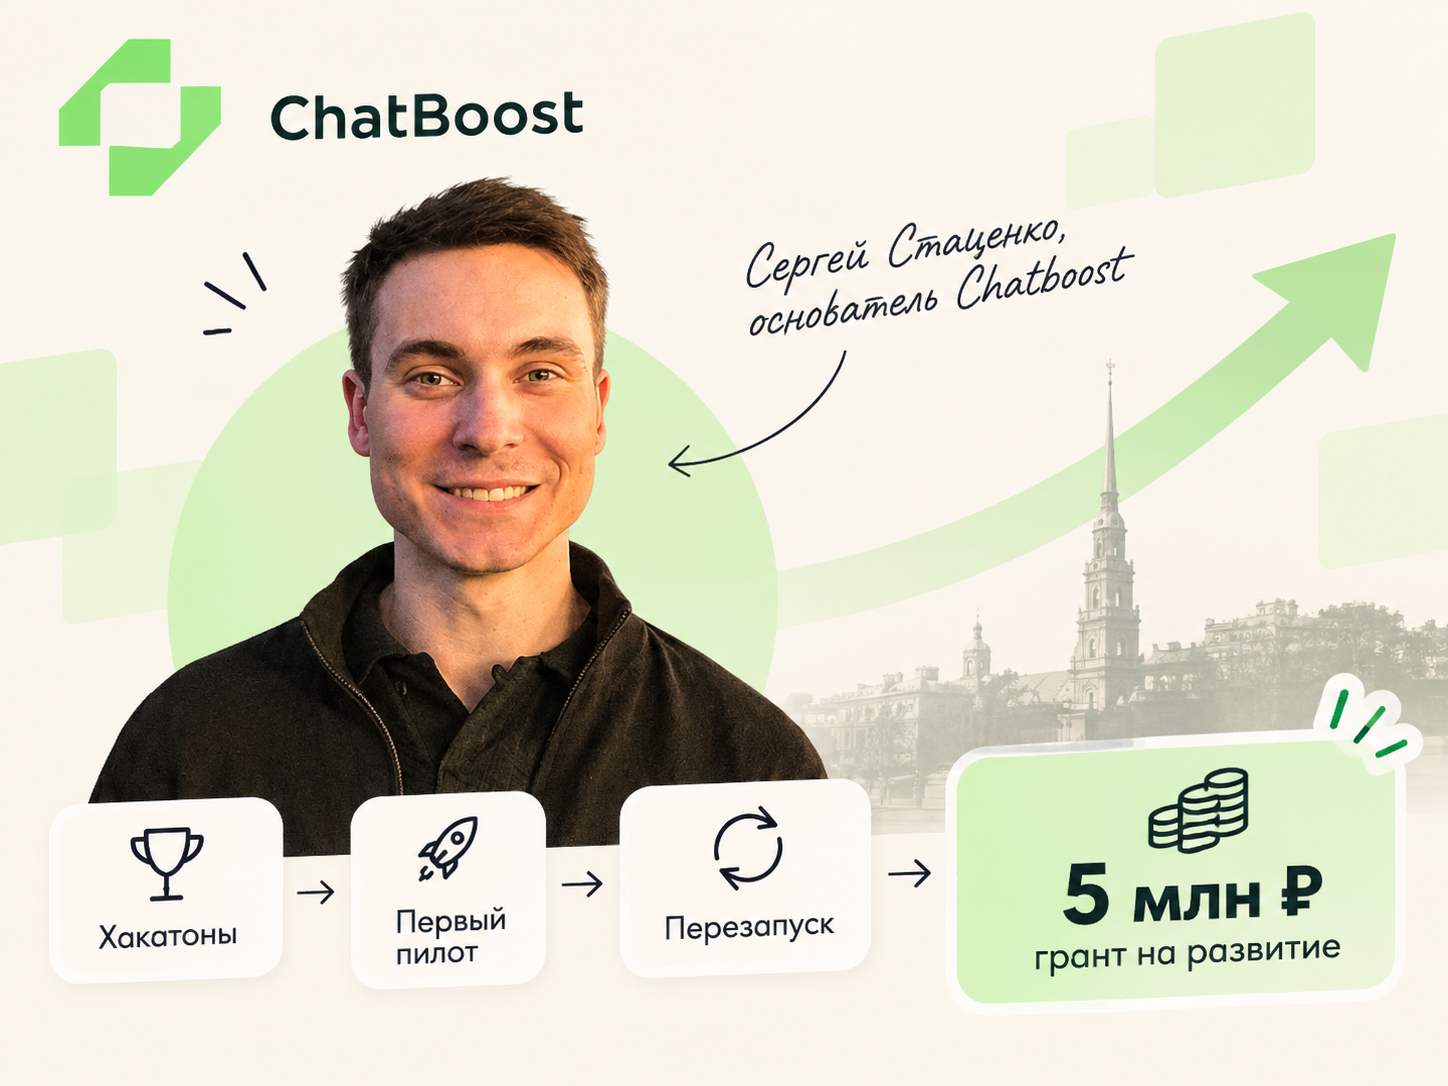 ChatBoost
Сергей Стаценко,
основатель Chatboost
Хакатоны
Первый
пилот
Перезапуск
5 млн ₽
грант на развитие